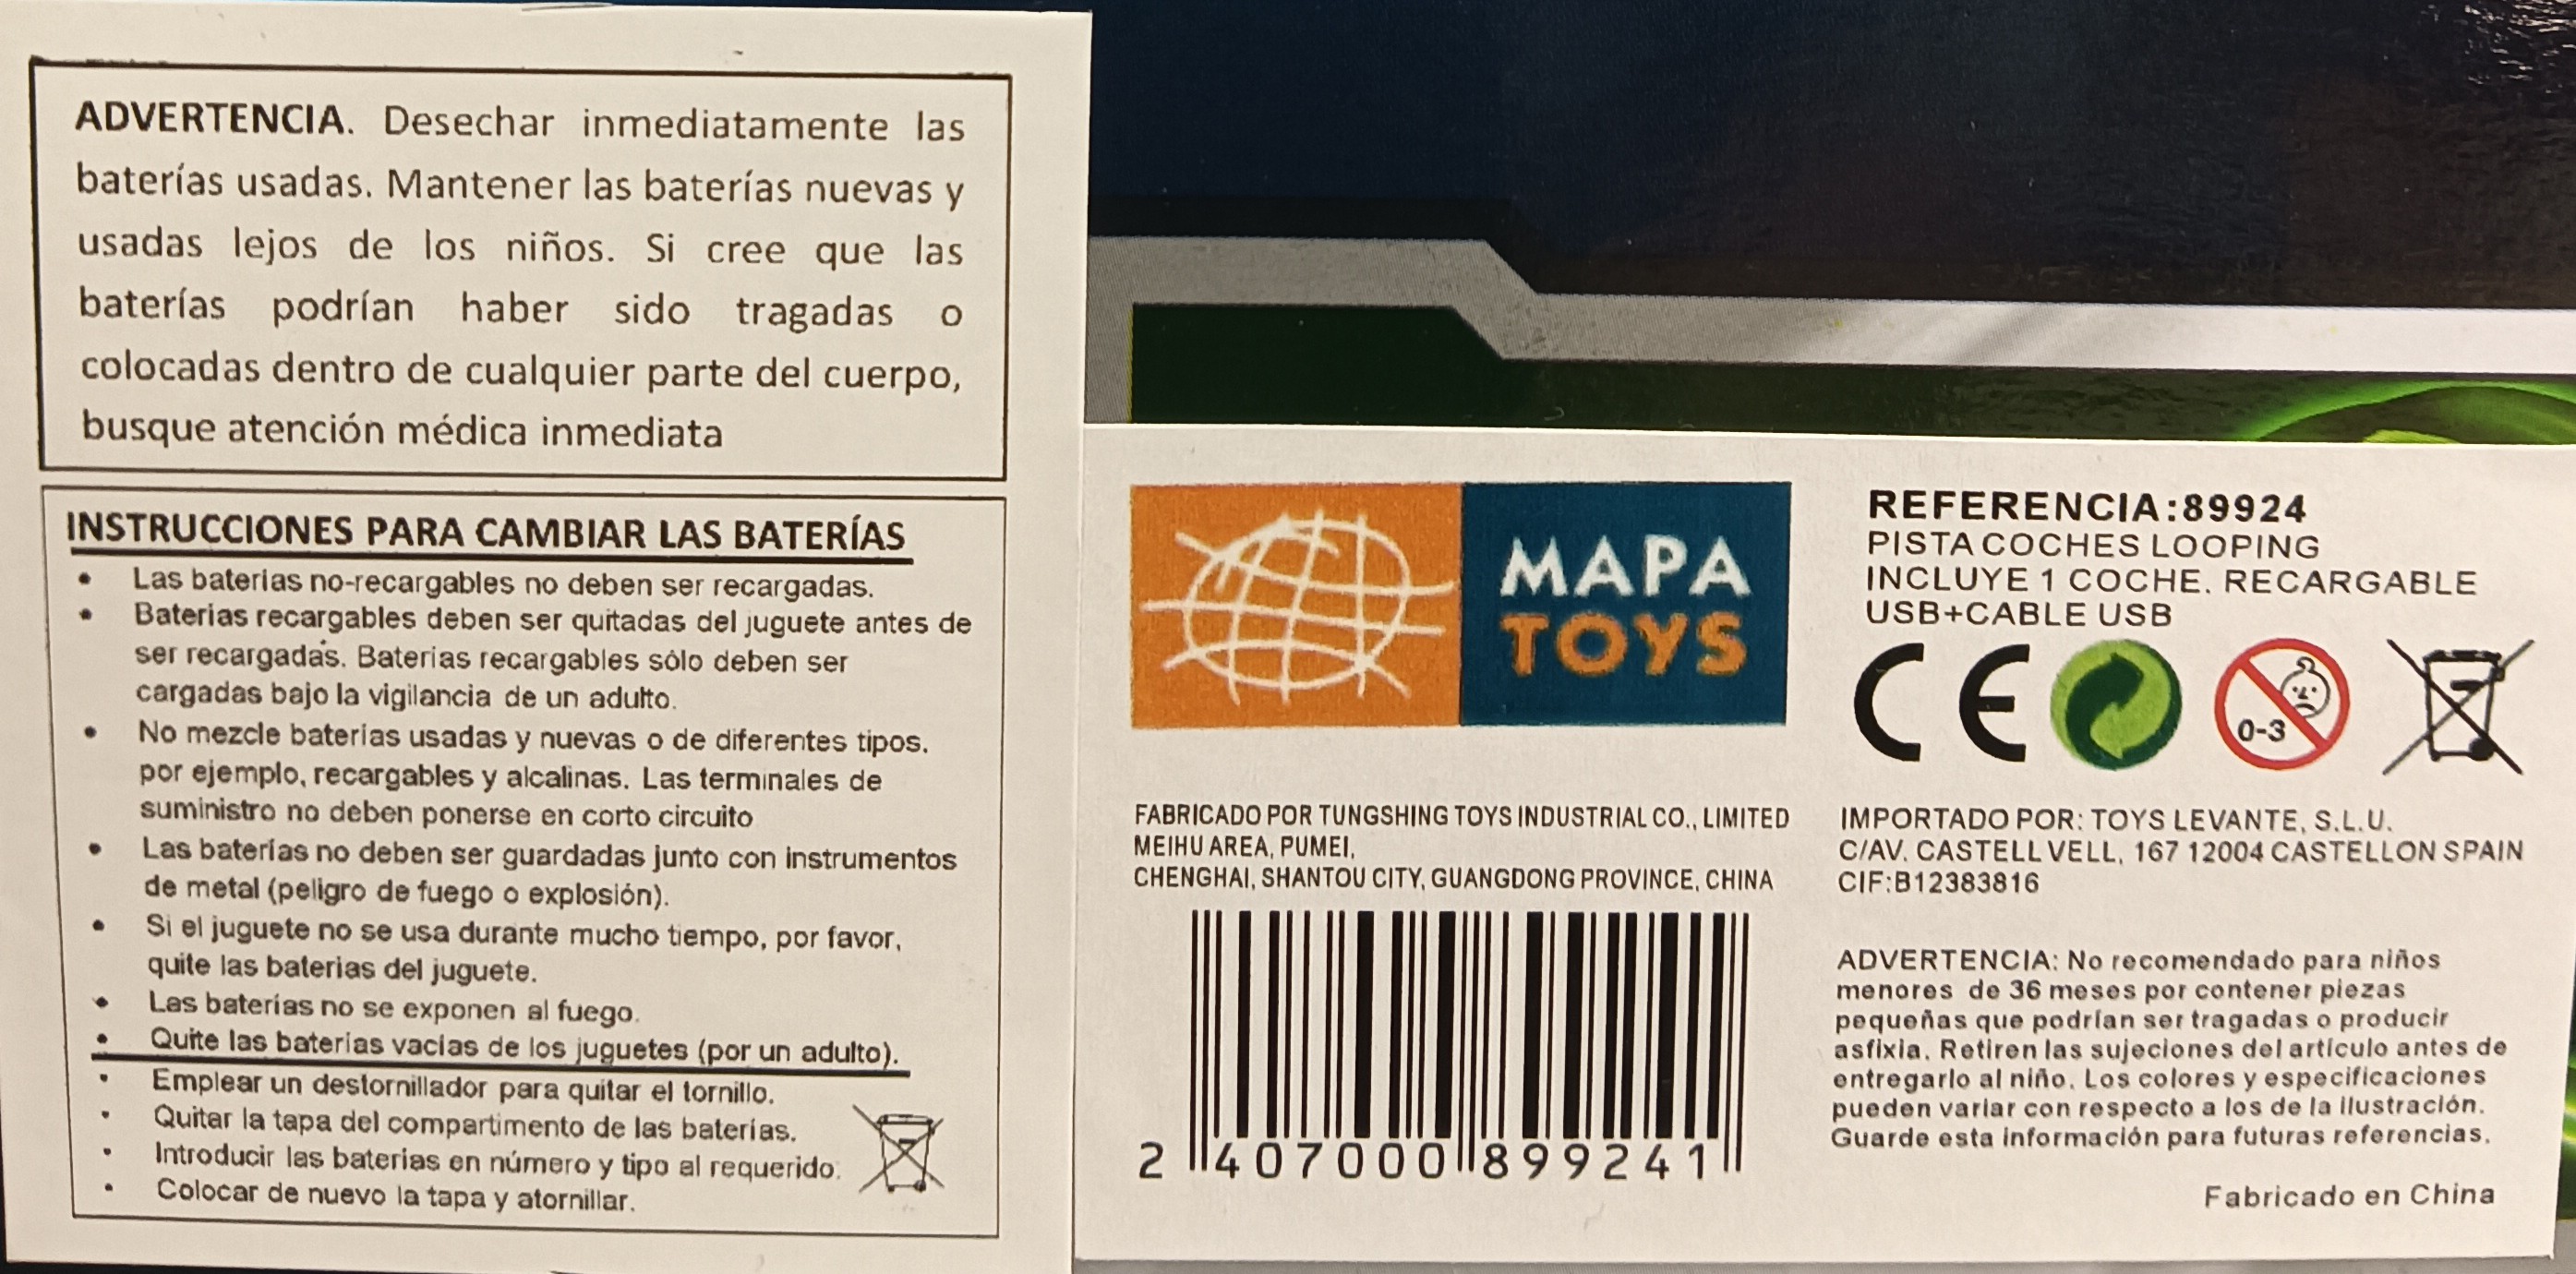 ADVERTENCIA. Desechar inmediatamente las
baterías usadas. Mantener las baterías nuevas y
usadas lejos de los niños. Si cree que las
baterías podrían haber sido tragadas o
colocadas dentro de cualquier parte del cuerpo,
busque atención médica inmediata
INSTRUCCIONES PARA CAMBIAR LAS BATERÍAS
• Las baterias no-recargables no deben ser recargadas.
• Baterias recargables deben ser quitadas del juguete antes de
ser recargadas. Baterias recargables sólo deben ser
cargadas bajo la vigilancia de un adulto.
• No mezcle baterías usadas y nuevas o de diferentes tipos.
por ejemplo, recargables y alcalinas. Las terminales de
suministro no deben ponerse en corto circuito
• Las baterías no deben ser guardadas junto con instrumentos
de metal (peligro de fuego o explosión).
• Si el juguete no se usa durante mucho tiempo, por favor,
quite las baterias del juguete.
• Las baterías no se exponen al fuego.
• Quite las baterías vacías de los juguetes (por un adulto).
• Emplear un destornillador para quitar el tornillo.
• Quitar la tapa del compartimento de las baterías.
• Introducir las baterias en número y tipo al requerido.
• Colocar de nuevo la tapa y atornillar.
MAPA
TOYS
FABRICADO POR TUNGSHING TOYS INDUSTRIAL CO., LIMITED
MEIHU AREA, PUMEI,
CHENGHAI, SHANTOU CITY, GUANGDONG PROVINCE, CHINA
2 407000 899241
REFERENCIA:89924
PISTA COCHES LOOPING
INCLUYE 1 COCHE. RECARGABLE
USB+CABLE USB
CE
0-3
IMPORTADO POR: TOYS LEVANTE, S.L.U.
C/AV. CASTELL VELL, 167 12004 CASTELLON SPAIN
CIF:B12383816
ADVERTENCIA: No recomendado para niños
menores de 36 meses por contener piezas
pequeñas que podrían ser tragadas o producir
asfixia. Retiren las sujeciones del artículo antes de
entregarlo al niño. Los colores y especificaciones
pueden variar con respecto a los de la ilustración.
Guarde esta información para futuras referencias.
Fabricado en China